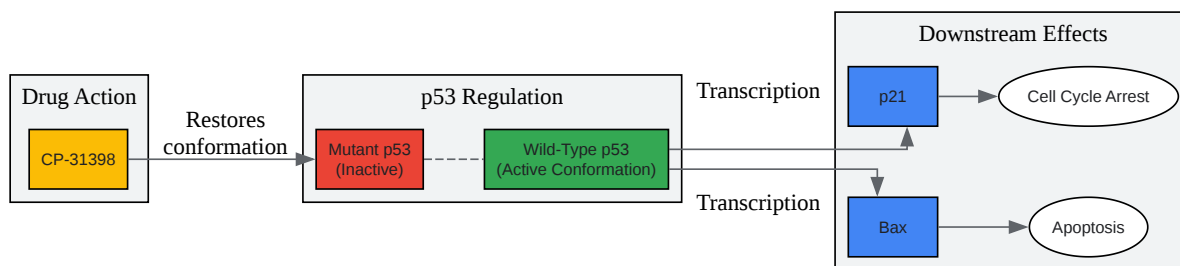 Drug Action
CP-31398
Restores
conformation
p53 Regulation
Mutant p53
(Inactive)
Wild-Type p53
(Active Conformation)
Transcription
Transcription
Downstream Effects
p21
Cell Cycle Arrest
Bax
Apoptosis